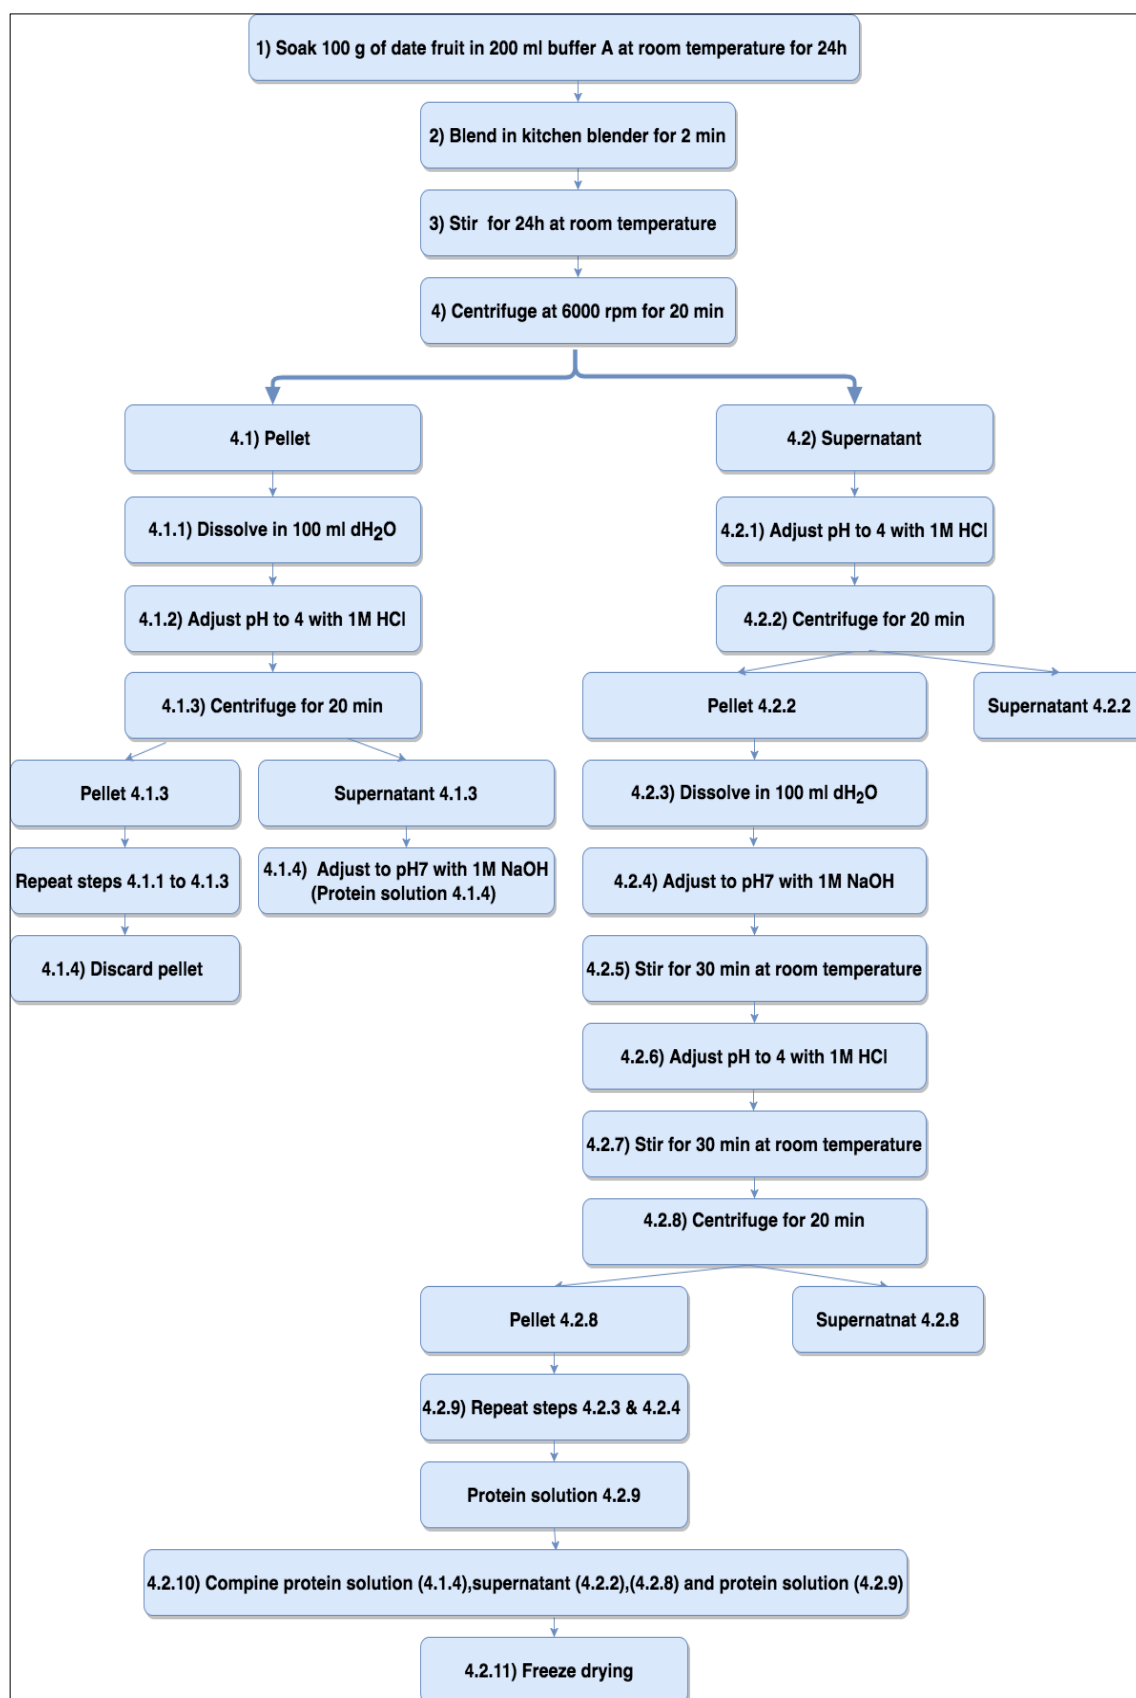 1) Soak 100 g of date fruit in 200 ml buffer A at room temperature for 24h
2) Blend in kitchen blender for 2 min
3) Stir for 24h at room temperature
4) Centrifuge at 6000 rpm for 20 min
4.1) Pellet
4.1.1) Dissolve in 100 ml dH₂O
4.1.2) Adjust pH to 4 with 1M HCl
4.1.3) Centrifuge for 20 min
Pellet 4.1.3
Repeat steps 4.1.1 to 4.1.3
4.1.4) Discard pellet
Supernatant 4.1.3
4.1.4) Adjust to pH7 with 1M NaOH
(Protein solution 4.1.4)
4.2) Supernatant
4.2.1) Adjust pH to 4 with 1M HCl
4.2.2) Centrifuge for 20 min
Pellet 4.2.2
Supernatant 4.2.2
4.2.3) Dissolve in 100 ml dH₂O
4.2.4) Adjust to pH7 with 1M NaOH
4.2.5) Stir for 30 min at room temperature
4.2.6) Adjust pH to 4 with 1M HCl
4.2.7) Stir for 30 min at room temperature
4.2.8) Centrifuge for 20 min
Pellet 4.2.8
Supernatnat 4.2.8
4.2.9) Repeat steps 4.2.3 & 4.2.4
Protein solution 4.2.9
4.2.10) Compine protein solution (4.1.4),supernatant (4.2.2),(4.2.8) and protein solution (4.2.9)
4.2.11) Freeze drying